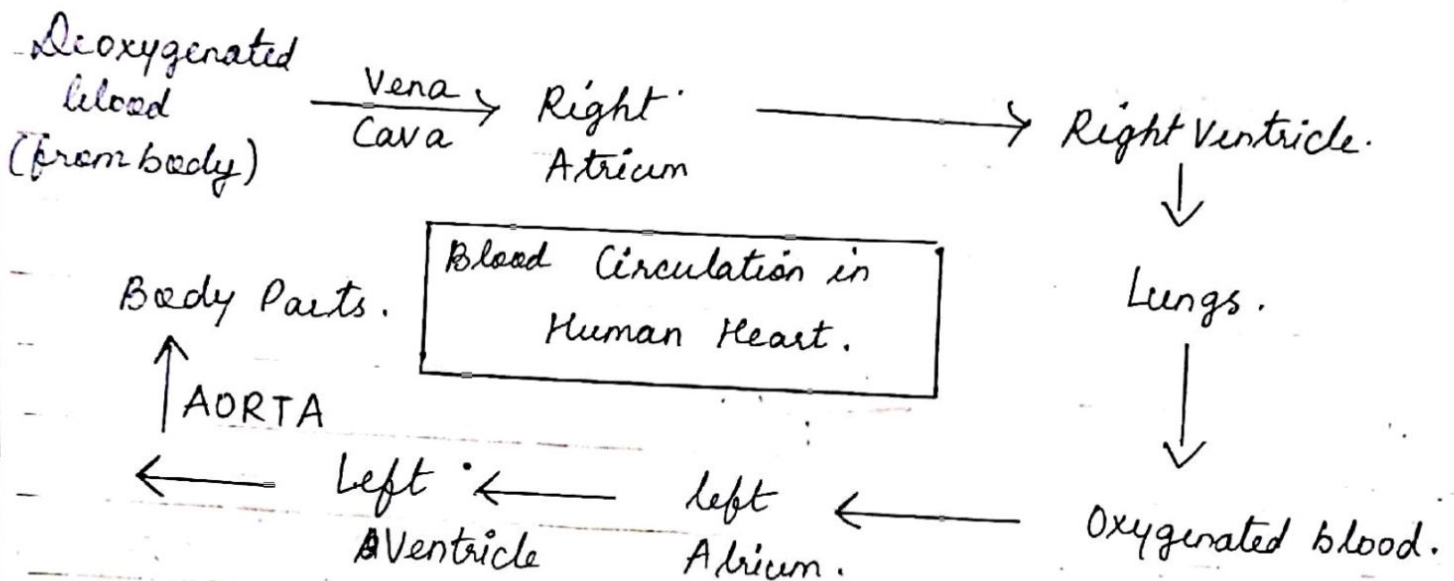 Deoxygenated
blood
(from body)
Vena
Cava
Right
Atrium
Right Ventricle.
Lungs.
Oxygenated blood.
left
Atrium.
Left
Ventricle
AORTA
Body Parts.
Blood Circulation in
Human Heart.